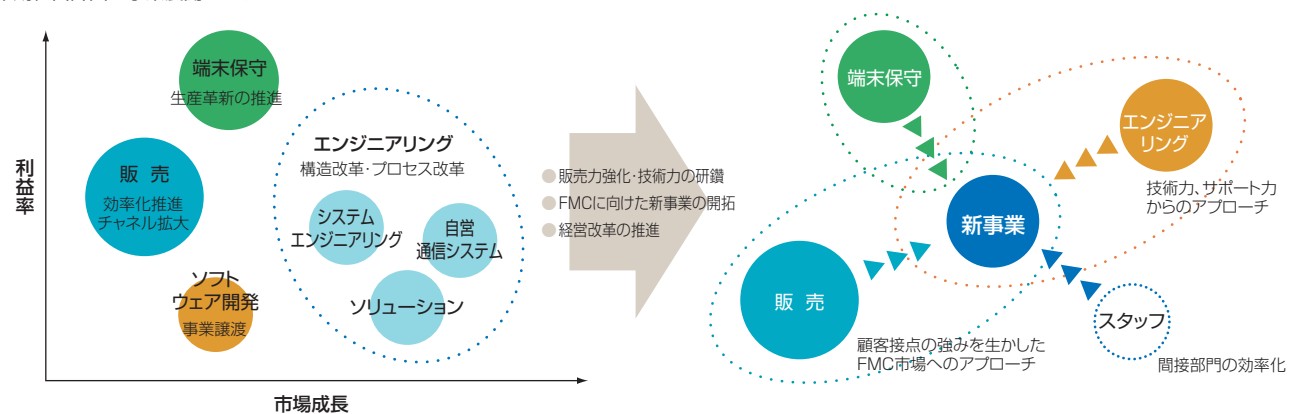 利益率
端末保守
生産革新の推進
販 売
効率化推進
チャネル拡大
ソフト
ウェア開発
事業譲渡
エンジニアリング
構造改革・プロセス改革
システム
エンジニアリング
自営
通信システム
ソリューション
市場成長
●販売力強化・技術力の研鑽
●FMCに向けた新事業の開拓
●経営改革の推進
端末保守
エンジニア
リング
技術力、サポート力
からのアプローチ
新事業
販 売
顧客接点の強みを生かした
FMC市場へのアプローチ
スタッフ
間接部門の効率化